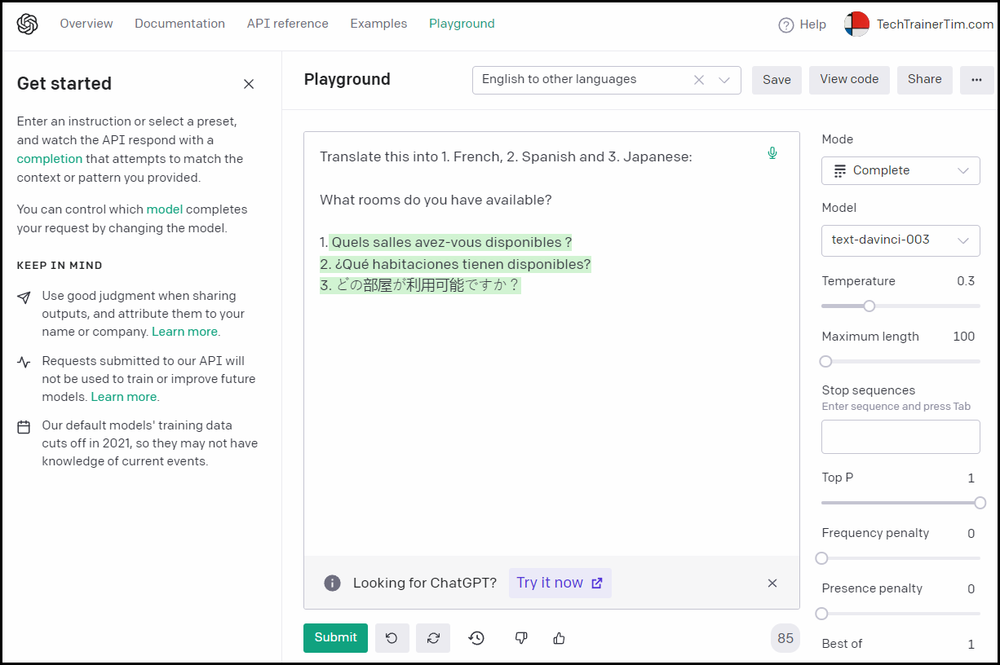 Overview Documentation API reference Examples Playground Help TechTrainerTim.com
Get started
Enter an instruction or select a preset,
and watch the API respond with a
completion that attempts to match the
context or pattern you provided.
You can control which model completes
your request by changing the model.
KEEP IN MIND
Use good judgment when sharing
outputs, and attribute them to your
name or company. Learn more.
Requests submitted to our API will
not be used to train or improve future
models. Learn more.
Our default models' training data
cuts off in 2021, so they may not have
knowledge of current events.
Playground
English to other languages
Save
View code
Share
Translate this into 1. French, 2. Spanish and 3. Japanese:
What rooms do you have available?
1. Quels salles avez-vous disponibles ?
2. ¿Qué habitaciones tienen disponibles?
3. どの部屋が利用可能ですか？
Looking for ChatGPT? Try it now
Submit
85
Mode
Complete
Model
text-davinci-003
Temperature 0.3
Maximum length 100
Stop sequences
Enter sequence and press Tab
Top P 1
Frequency penalty 0
Presence penalty 0
Best of 1